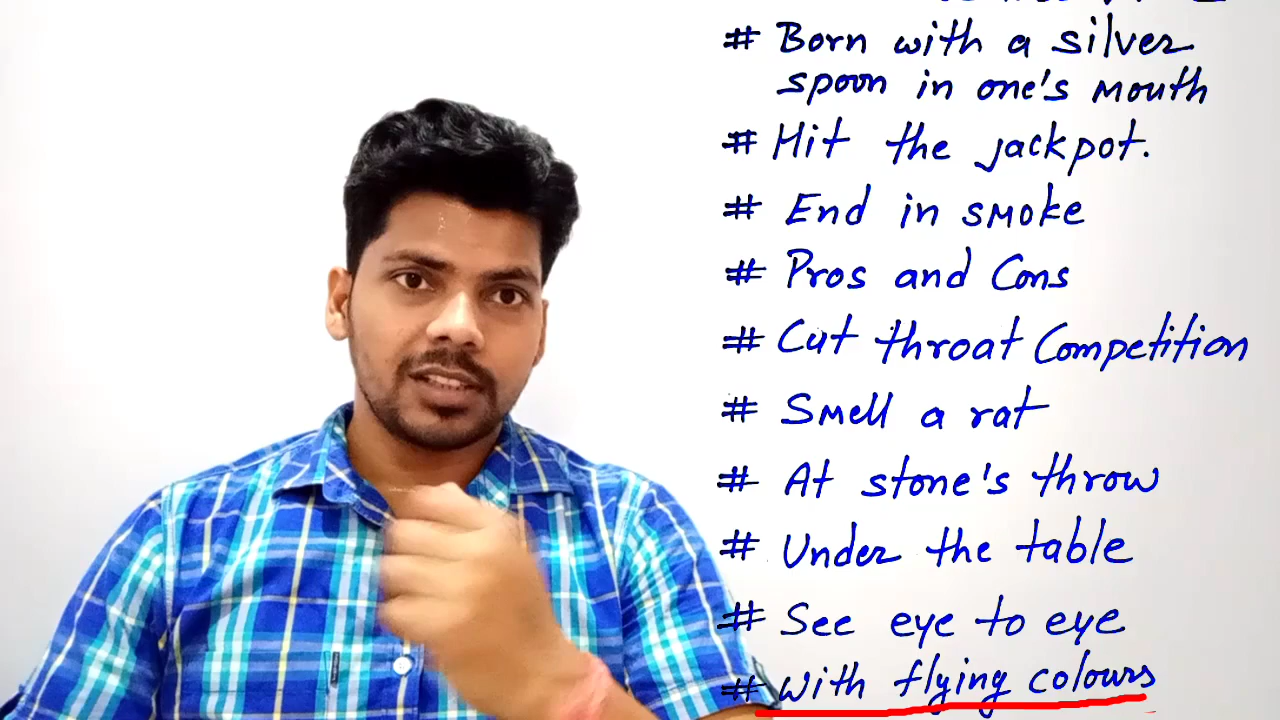 # Born with a silver
spoon in one's mouth
# Hit the jackpot.
# End in smoke
# Pros and Cons
# Cut throat Competition
# Smell a rat
# At stone's throw
# Under the table
# See eye to eye
# With flying colours